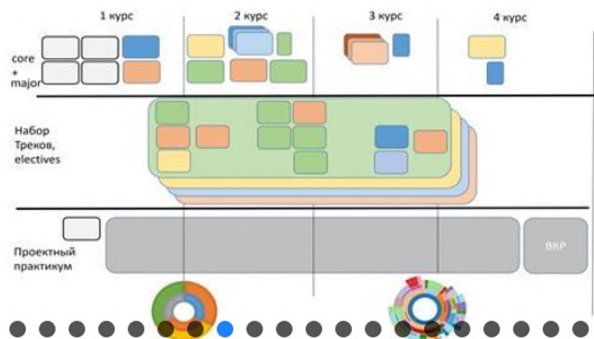 1 курс
2 курс
3 курс
4 курс
core
+
major
Набор
Треков,
electives
Проектный
практикум
ВКР